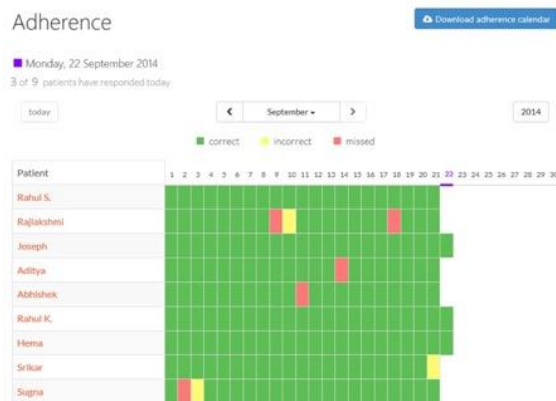 Adherence
Download adherence calendar
Monday, 22 September 2014
3 of 9 patients have responded today
today
September
2014
correct incorrect missed
Patient 1 2 3 4 5 6 7 8 9 10 11 12 13 14 15 16 17 18 19 20 21 22 23 24 25 26 27 28 29 30
Rahul S.
Rajlakshmi
Joseph
Aditya
Abhishek
Rahul K.
Hema
Srikar
Sugna